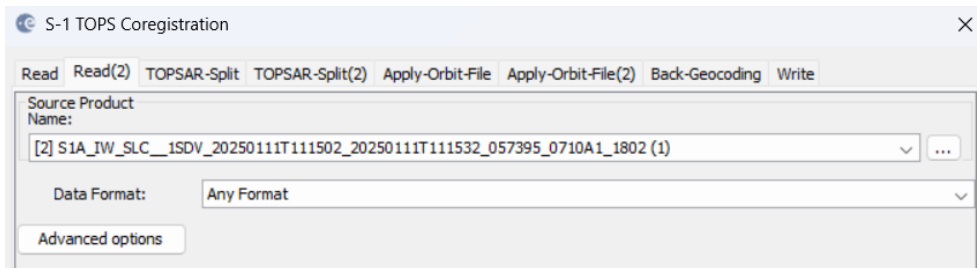 S-1 TOPS Coregistration
Read Read(2) TOPSAR-Split TOPSAR-Split(2) Apply-Orbit-File Apply-Orbit-File(2) Back-Geocoding Write
Source Product
Name:
[2] S1A_IW_SLC__1SDV_20250111T111502_20250111T111532_057395_0710A1_1802 (1)
...
Data Format: Any Format
Advanced options